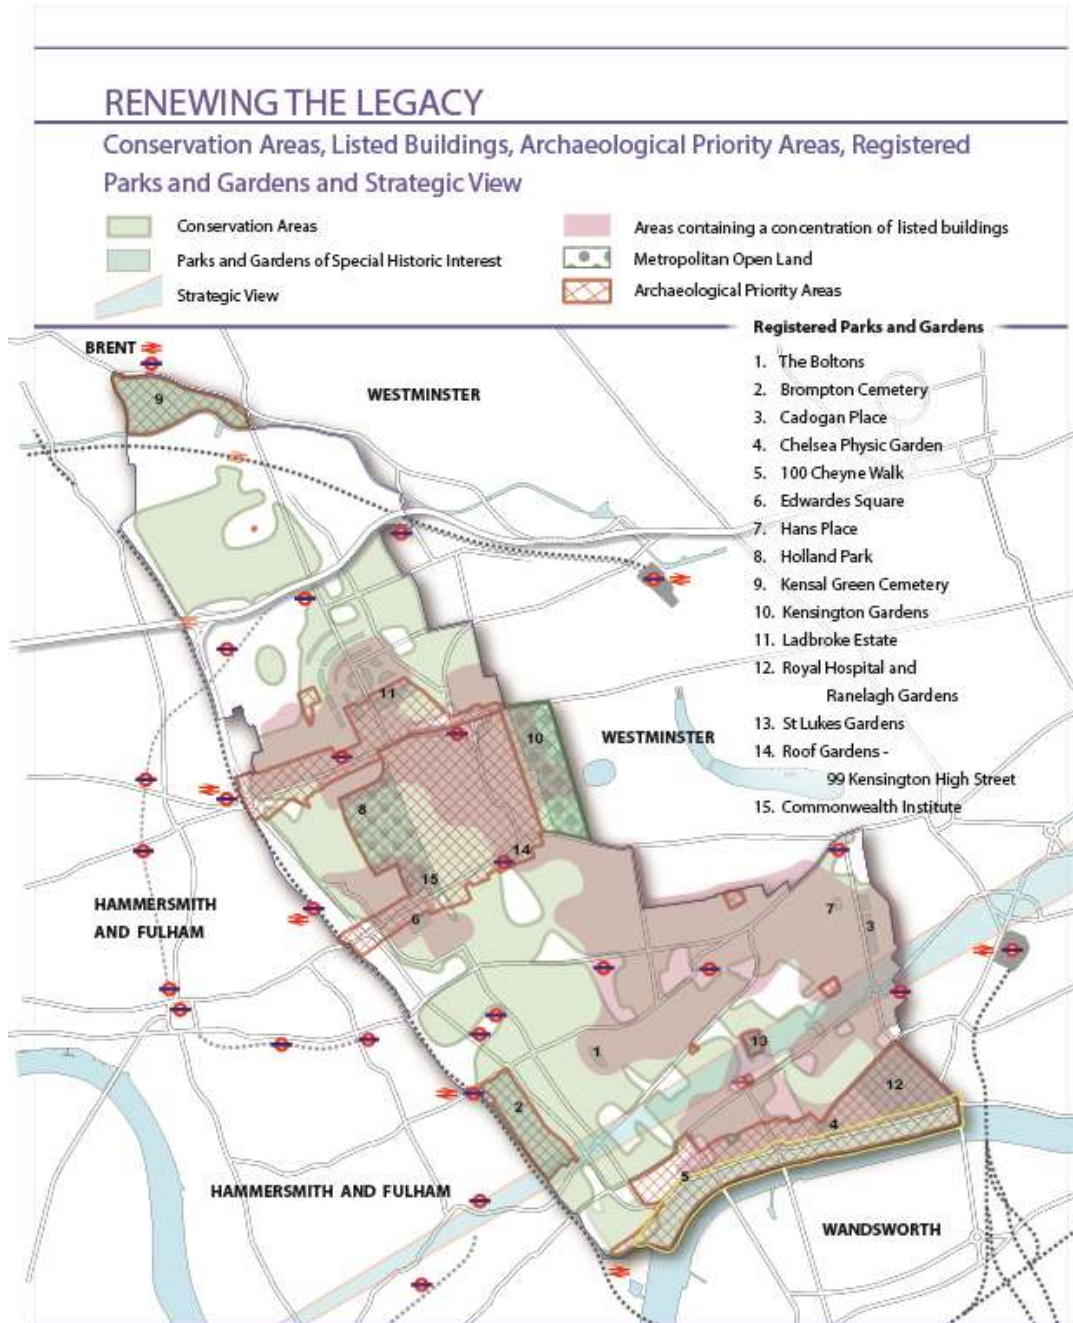 RENEWING THE LEGACY
Conservation Areas, Listed Buildings, Archaeological Priority Areas, Registered
Parks and Gardens and Strategic View
Conservation Areas
Parks and Gardens of Special Historic Interest
Strategic View
Areas containing a concentration of listed buildings
Metropolitan Open Land
Archaeological Priority Areas
Registered Parks and Gardens
1. The Boltons
2. Brompton Cemetery
3. Cadogan Place
4. Chelsea Physic Garden
5. 100 Cheyne Walk
6. Edwardes Square
7. Hans Place
8. Holland Park
9. Kensal Green Cemetery
10. Kensington Gardens
11. Ladbroke Estate
12. Royal Hospital and
Ranelagh Gardens
13. St Lukes Gardens
14. Roof Gardens -
99 Kensington High Street
15. Commonwealth Institute
BRENT
WESTMINSTER
9
11
10
WESTMINSTER
8
14
15
6
HAMMERSMITH
AND FULHAM
7
3
1
13
12
2
4
5
HAMMERSMITH AND FULHAM
WANDSWORTH